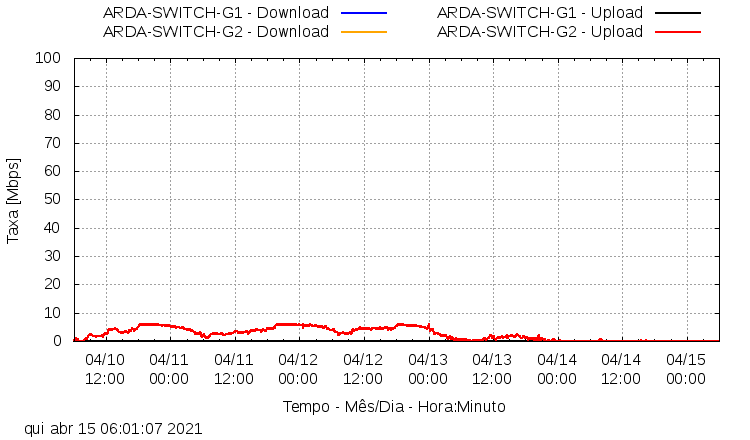 ARDA-SWITCH-G1 - Download
ARDA-SWITCH-G1 - Upload
ARDA-SWITCH-G2 - Download
ARDA-SWITCH-G2 - Upload
100
90
80
70
60
50
40
30
20
10
0
Taxa [Mbps]
04/10 04/11 04/11 04/12 04/12 04/13 04/13 04/14 04/14 04/15
12:00 00:00 12:00 00:00 12:00 00:00 12:00 00:00 12:00 00:00
Tempo - Mês/Dia - Hora:Minuto
qui abr 15 06:01:07 2021